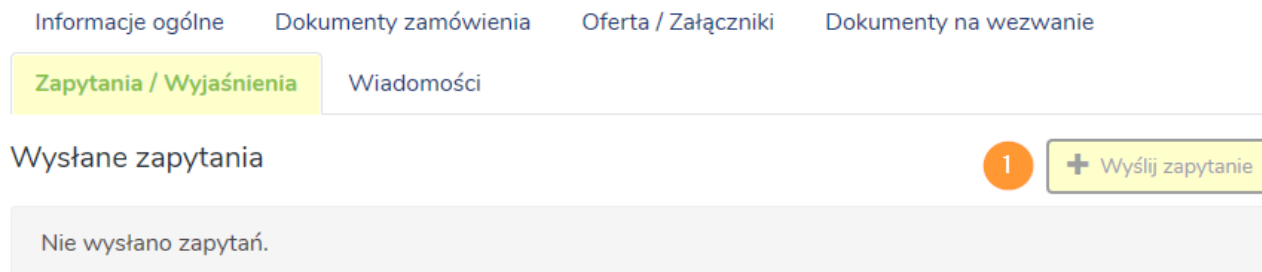 Informacje ogólne Dokumenty zamówienia Oferta / Załączniki Dokumenty na wezwanie
Zapytania / Wyjaśnienia Wiadomości
Wysłane zapytania 1 + Wyślij zapytanie
Nie wysłano zapytań.